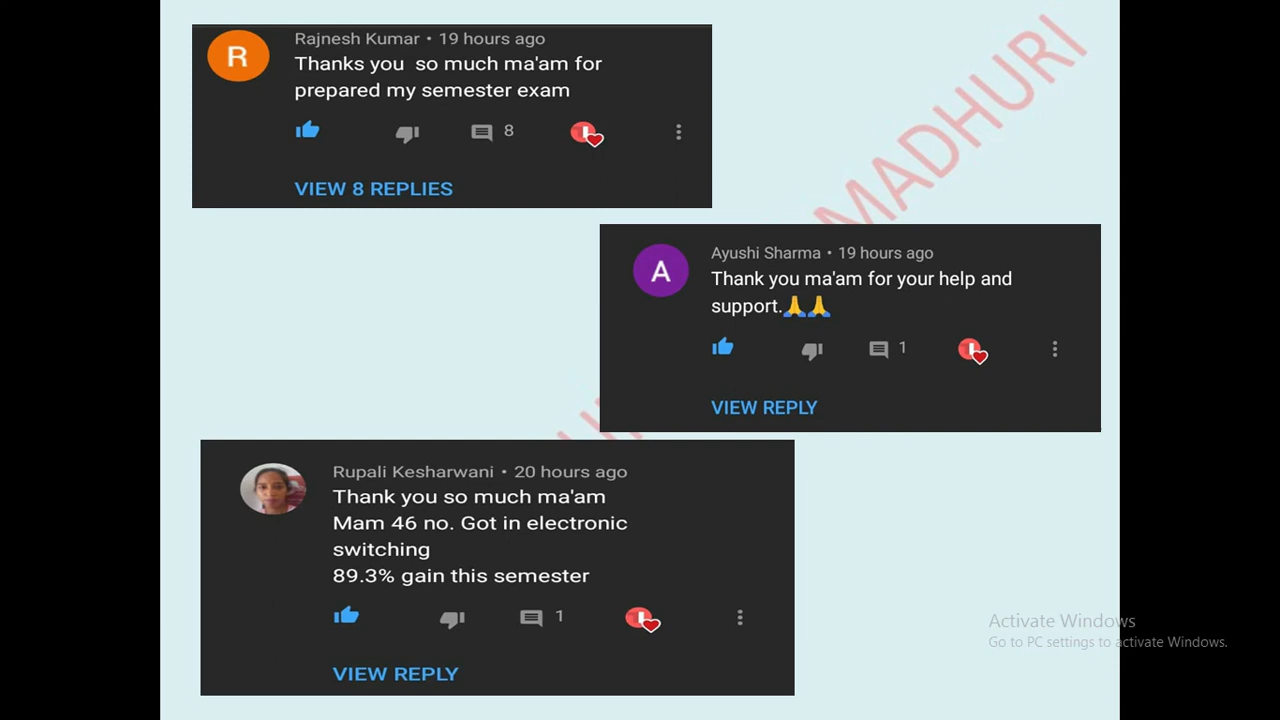 R
Rajnesh Kumar • 19 hours ago
Thanks you so much ma'am for
prepared my semester exam
8
VIEW 8 REPLIES
MADHURI
A
Ayushi Sharma • 19 hours ago
Thank you ma'am for your help and
support.🙏🙏
1
VIEW REPLY
Rupali Kesharwani • 20 hours ago
Thank you so much ma'am
Mam 46 no. Got in electronic
switching
89.3% gain this semester
1
VIEW REPLY
Activate Windows
Go to PC settings to activate Windows.